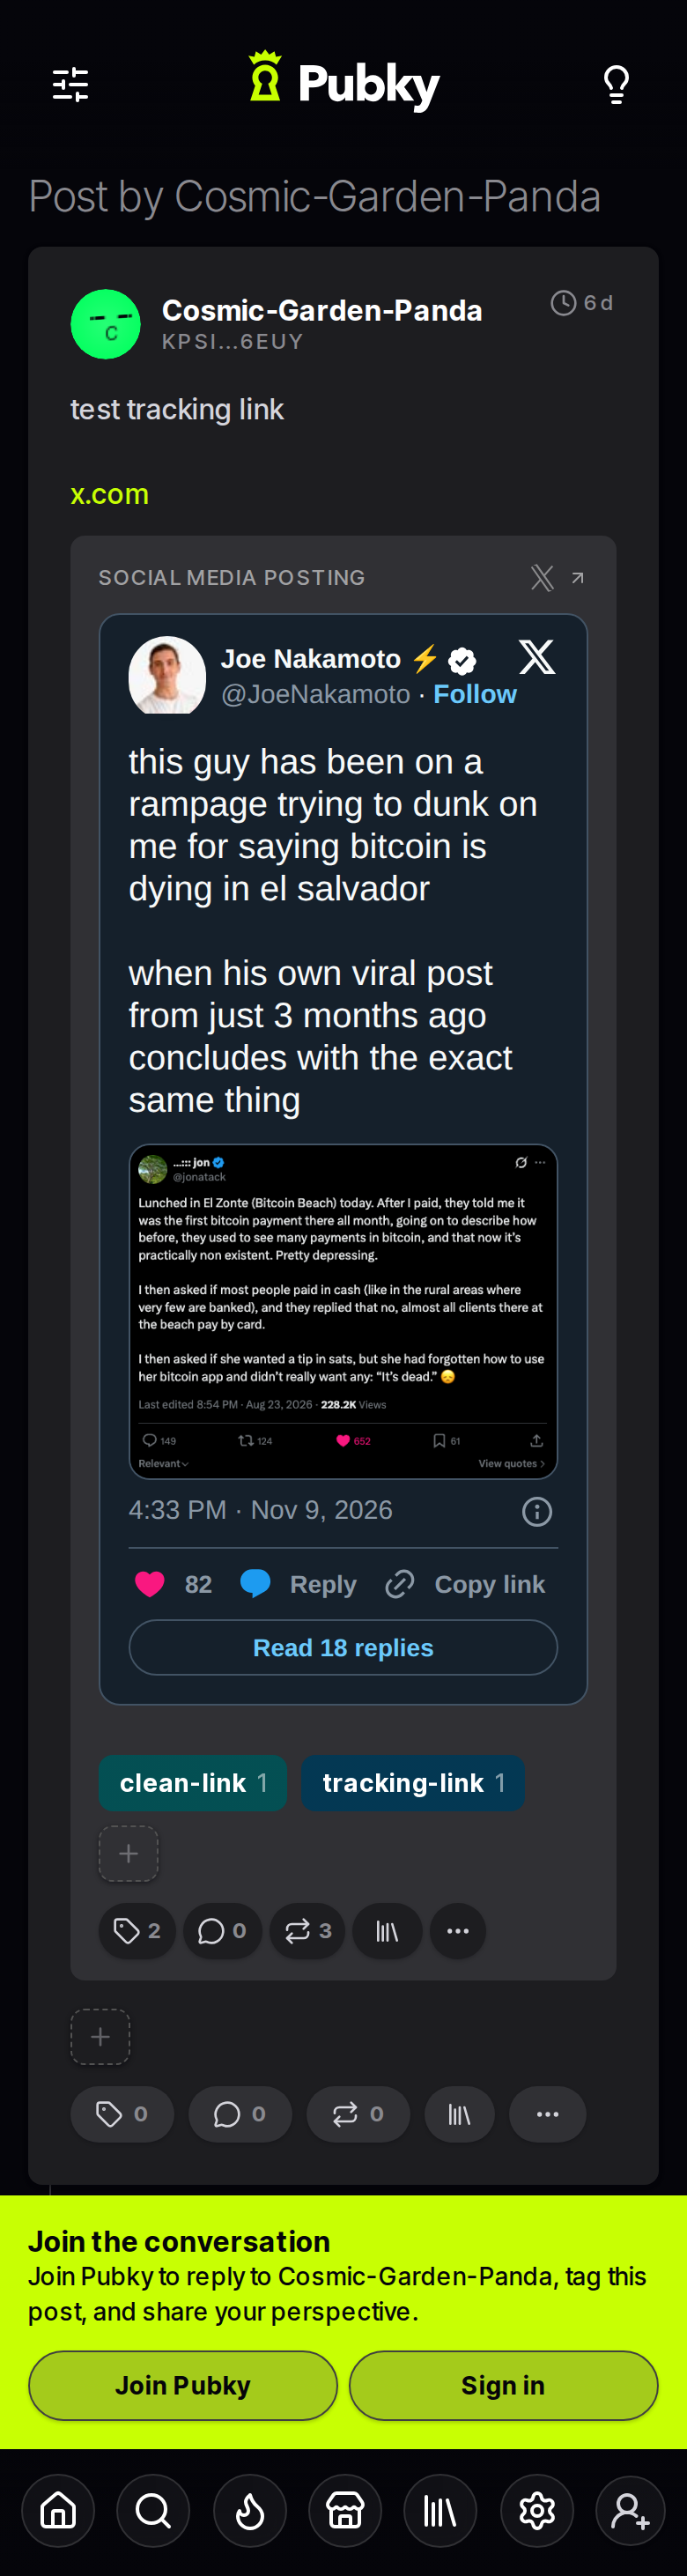 Pubky
Post by Cosmic-Garden-Panda
Cosmic-Garden-Panda
6d
KPSI...6EUY
test tracking link
x.com
SOCIAL MEDIA POSTING
Joe Nakamoto ⚡
@JoeNakamoto · Follow
this guy has been on a
rampage trying to dunk on
me for saying bitcoin is
dying in el salvador
when his own viral post
from just 3 months ago
concludes with the exact
same thing
...::: jon
@jonatack
Lunched in El Zonte (Bitcoin Beach) today. After I paid, they told me it
was the first bitcoin payment there all month, going on to describe how
before, they used to see many payments in bitcoin, and that now it's
practically non existent. Pretty depressing.
I then asked if most people paid in cash (like in the rural areas where
very few are banked), and they replied that no, almost all clients there at
the beach pay by card.
I then asked if she wanted a tip in sats, but she had forgotten how to use
her bitcoin app and didn't really want any: "It's dead." 😞
Last edited 8:54 PM · Aug 23, 2026 · 228.2K Views
149 124 652 61
Relevant View quotes >
4:33 PM · Nov 9, 2026
82 Reply Copy link
Read 18 replies
clean-link 1 tracking-link 1
+
2 0 3
+
0 0 0
Join the conversation
Join Pubky to reply to Cosmic-Garden-Panda, tag this
post, and share your perspective.
Join Pubky Sign in